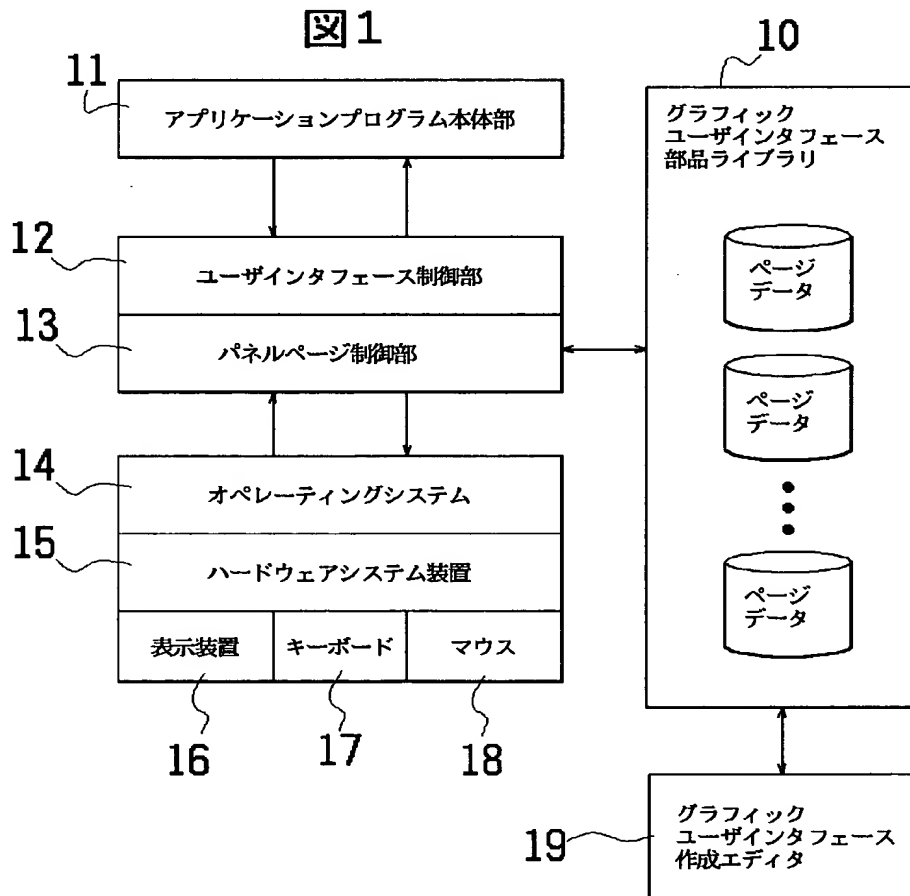 図1
10
11
アプリケーションプログラム本体部
グラフィック
ユーザインタフェース
部品ライブラリ
12
ユーザインタフェース制御部
ページ
データ
13
パネルページ制御部
ページ
データ
14
オペレーティングシステム
15
ハードウェアシステム装置
ページ
データ
表示装置
キーボード
マウス
16
17
18
19
グラフィック
ユーザインタフェース
作成エディタ